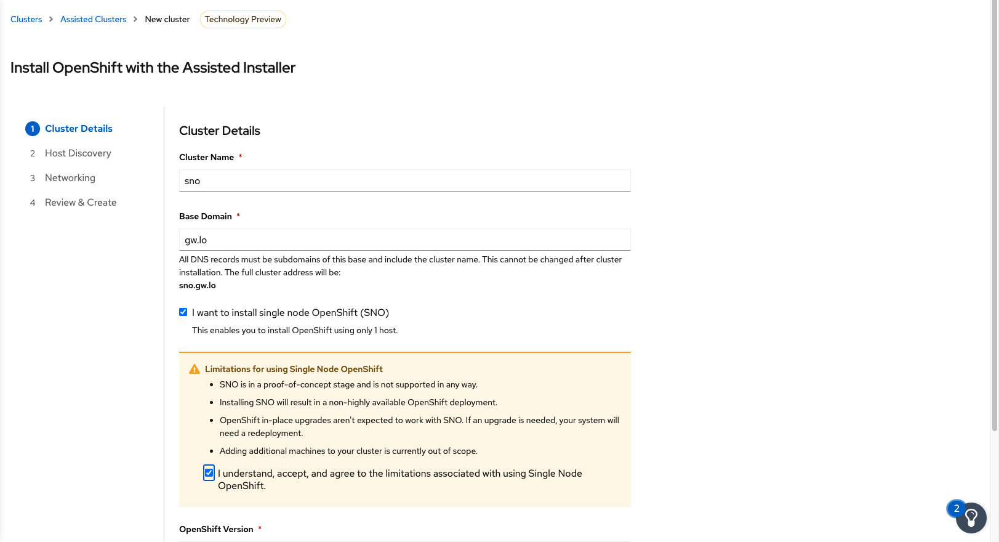 Clusters > Assisted Clusters > New cluster Technology Preview
Install OpenShift with the Assisted Installer
1 Cluster Details
2 Host Discovery
3 Networking
4 Review & Create
Cluster Details
Cluster Name *
sno
Base Domain *
gw.lo
All DNS records must be subdomains of this base and include the cluster name. This cannot be changed after cluster
installation. The full cluster address will be:
sno.gw.lo
I want to install single node OpenShift (SNO)
This enables you to install OpenShift using only 1 host.
Limitations for using Single Node OpenShift
• SNO is in a proof-of-concept stage and is not supported in any way.
• Installing SNO will result in a non-highly available OpenShift deployment.
• OpenShift in-place upgrades aren't expected to work with SNO. If an upgrade is needed, your system will
need a redeployment.
• Adding additional machines to your cluster is currently out of scope.
I understand, accept, and agree to the limitations associated with using Single Node
OpenShift.
OpenShift Version *
2